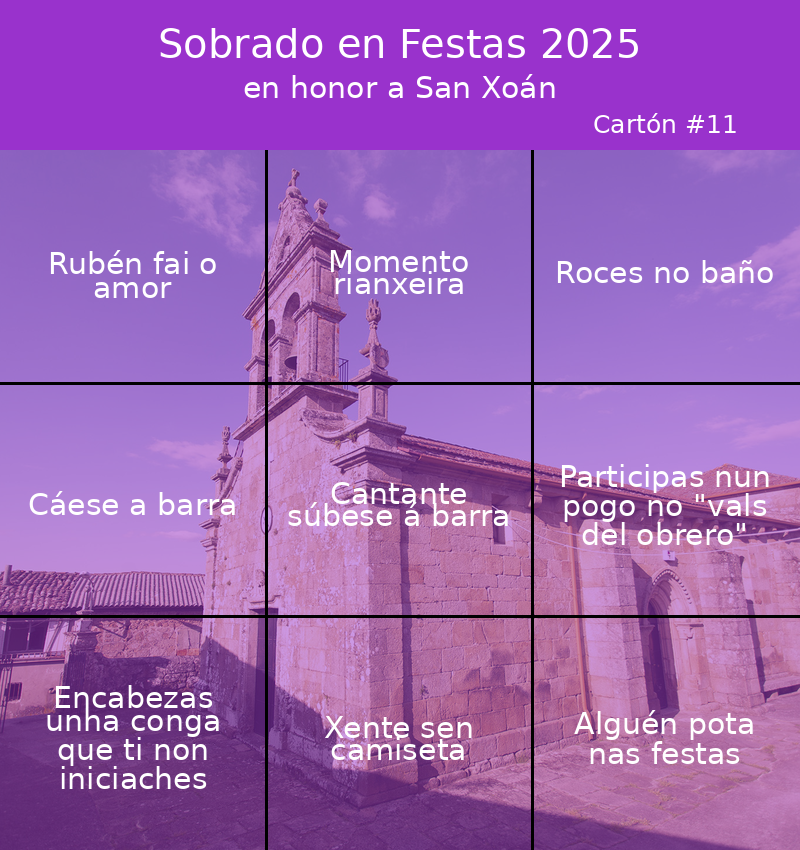 Sobrado en Festas 2025
en honor a San Xoán
Cartón #11
Rubén fai o
amor
Momento
rianxeira
Roces no baño
Cáese a barra
Cantante
súbese á barra
Participas nun
pogo no "vals
del obrero"
Encabezas
unha conga
que ti non
iniciaches
Xente sen
camiseta
Alguén pota
nas festas